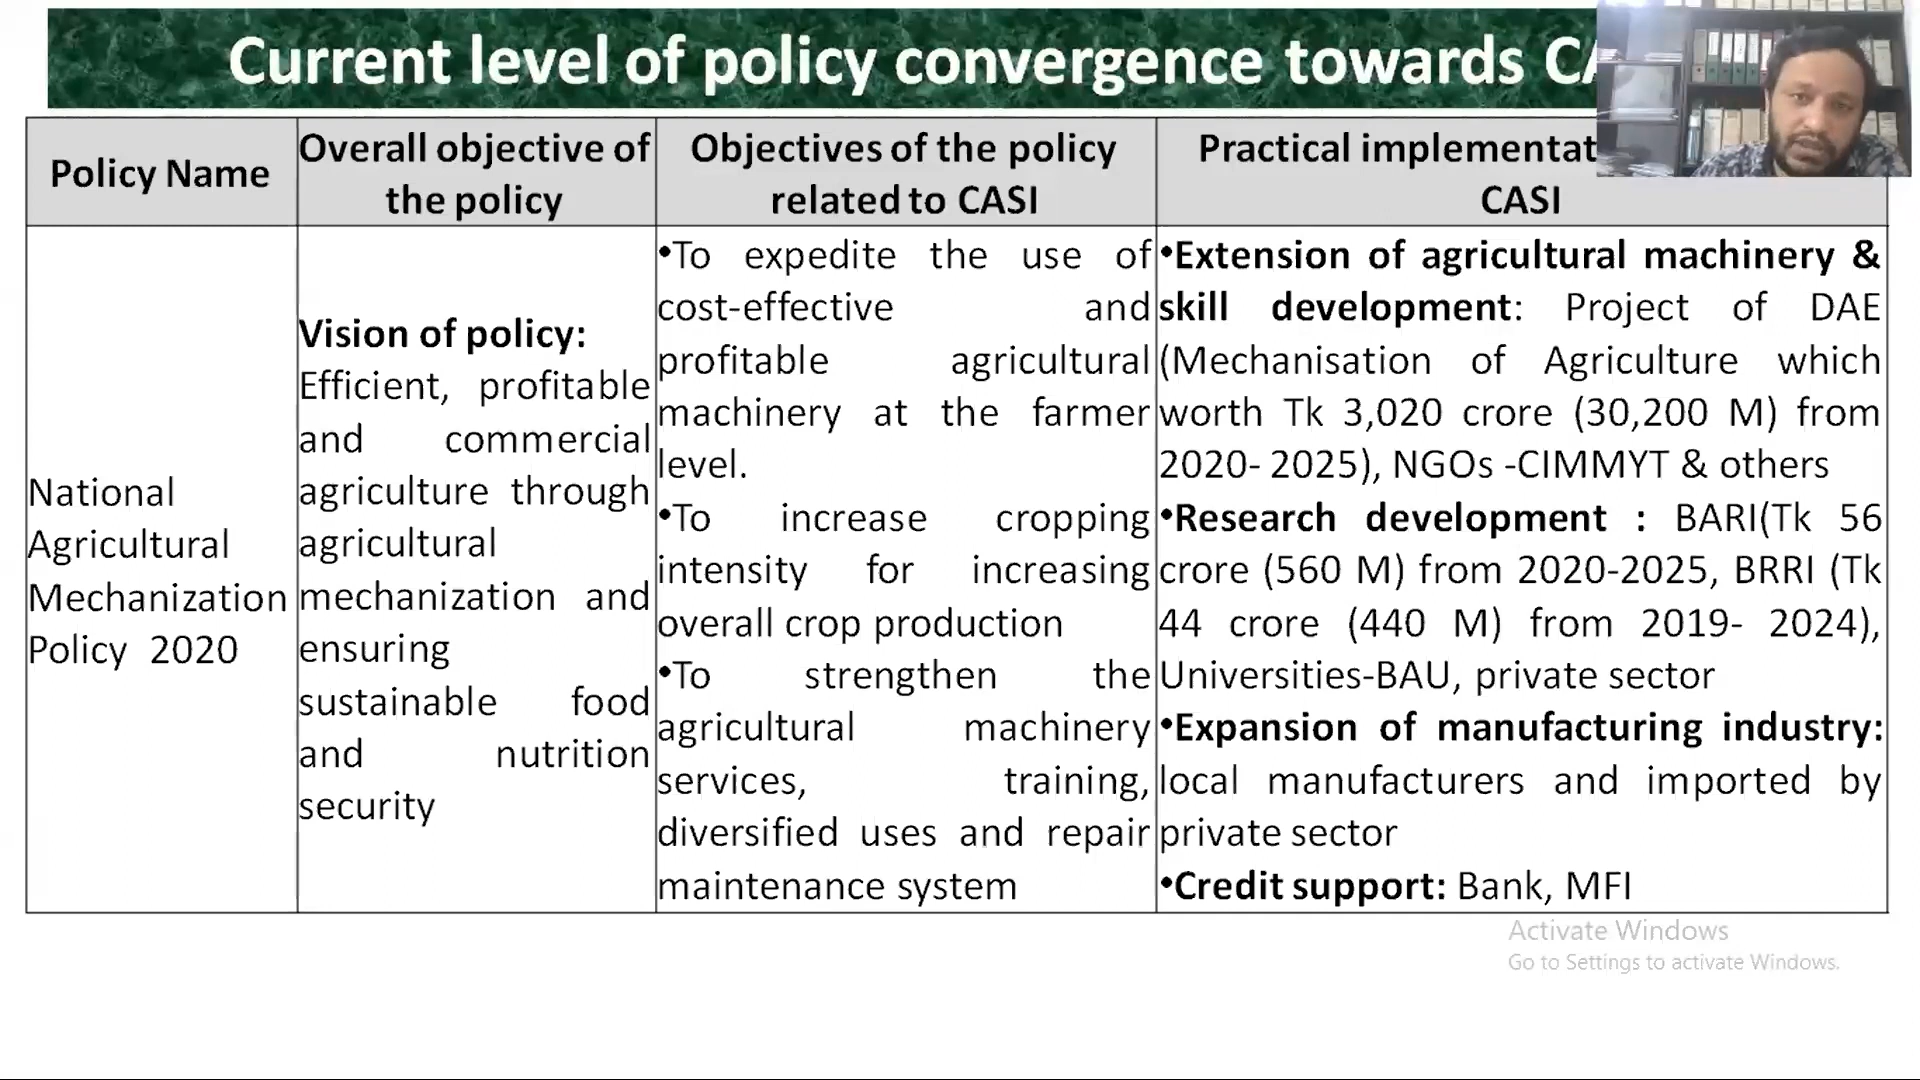 Current level of policy convergence towards
Policy Name
Overall objective of
the policy
Objectives of the policy
related to CASI
Practical
CASI
National
Agricultural
Mechanization
Policy 2020
Vision of policy:
Efficient, profitable
and commercial
agriculture through
agricultural
mechanization and
ensuring
sustainable food
and nutrition
security
•To expedite the use of
cost-effective and
profitable agricultural
machinery at the farmer
level.
•To increase cropping
intensity for increasing
overall crop production
•To strengthen the
agricultural machinery
services, training,
diversified uses and repair
maintenance system
•Extension of agricultural machinery &
skill development: Project of DAE
(Mechanisation of Agriculture which
worth Tk 3,020 crore (30,200 M) from
2020- 2025), NGOs -CIMMYT & others
•Research development : BARI(Tk 56
crore (560 M) from 2020-2025, BRRI (Tk
44 crore (440 M) from 2019- 2024),
Universities-BAU, private sector
•Expansion of manufacturing industry:
local manufacturers and imported by
private sector
•Credit support: Bank, MFI
Activate Windows
Go to Settings to activate Windows.